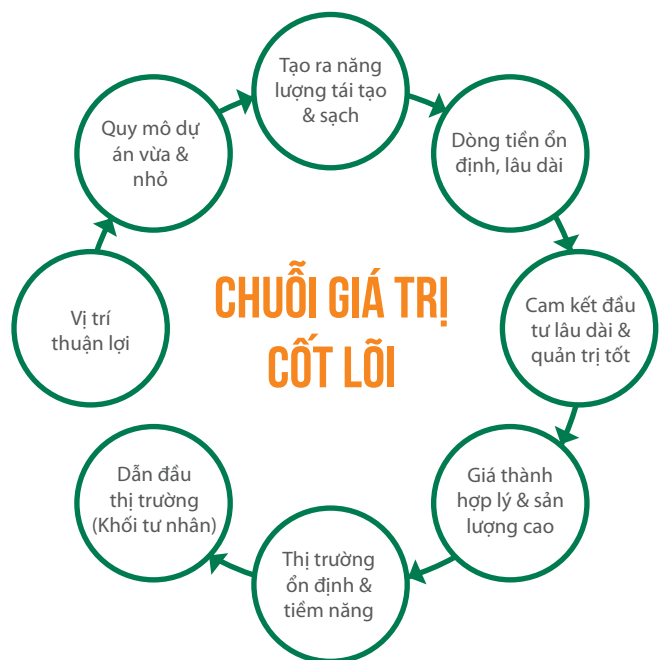 Tạo ra năng
lượng tái tạo
& sạch
Quy mô dự
án vừa &
nhỏ
Dòng tiền ổn
định, lâu dài
CHUỖI GIÁ TRỊ
CỐT LÕI
Vị trí
thuận lợi
Cam kết đầu
tư lâu dài &
quản trị tốt
Dẫn đầu
thị trường
(Khối tư nhân)
Giá thành
hợp lý & sản
lượng cao
Thị trường
ổn định &
tiềm năng